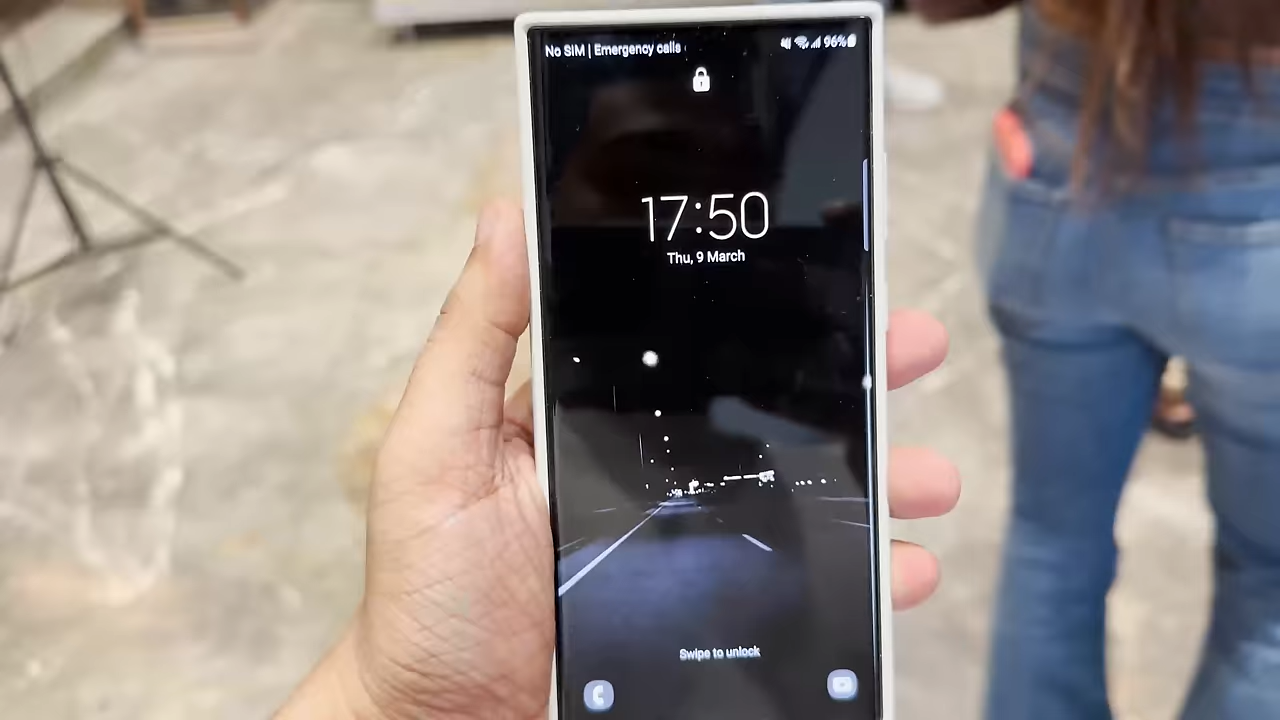 No SIM | Emergency calls
96%
17:50
Thu, 9 March
Swipe to unlock